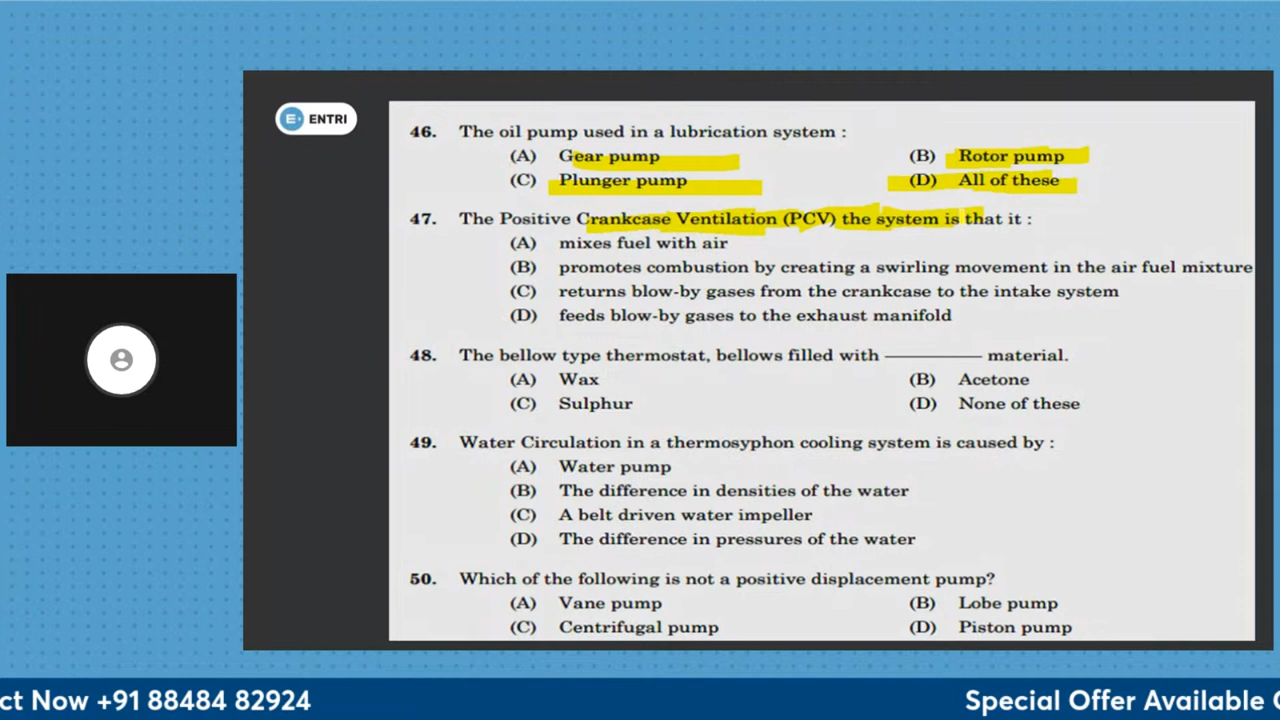 ENTRI
46. The oil pump used in a lubrication system :
(A) Gear pump (B) Rotor pump
(C) Plunger pump (D) All of these
47. The Positive Crankcase Ventilation (PCV) the system is that it :
(A) mixes fuel with air
(B) promotes combustion by creating a swirling movement in the air fuel mixture
(C) returns blow-by gases from the crankcase to the intake system
(D) feeds blow-by gases to the exhaust manifold
48. The bellow type thermostat, bellows filled with ———— material.
(A) Wax (B) Acetone
(C) Sulphur (D) None of these
49. Water Circulation in a thermosyphon cooling system is caused by :
(A) Water pump
(B) The difference in densities of the water
(C) A belt driven water impeller
(D) The difference in pressures of the water
50. Which of the following is not a positive displacement pump?
(A) Vane pump (B) Lobe pump
(C) Centrifugal pump (D) Piston pump
ct Now +91 88484 82924 Special Offer Available